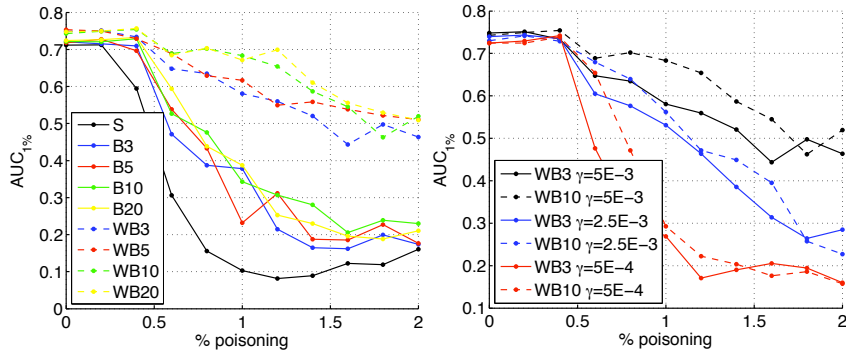 0.8
0.7
0.6
0.5
0.4
0.3
0.2
0.1
0
AUC1%
S
B3
B5
B10
B20
WB3
WB5
WB10
WB20
0 0.5 1 1.5 2
% poisoning
0.8
0.7
0.6
0.5
0.4
0.3
0.2
0.1
AUC1%
WB3 γ=5E−3
WB10 γ=5E−3
WB3 γ=2.5E−3
WB10 γ=2.5E−3
WB3 γ=5E−4
WB10 γ=5E−4
0 0.5 1 1.5 2
% poisoning